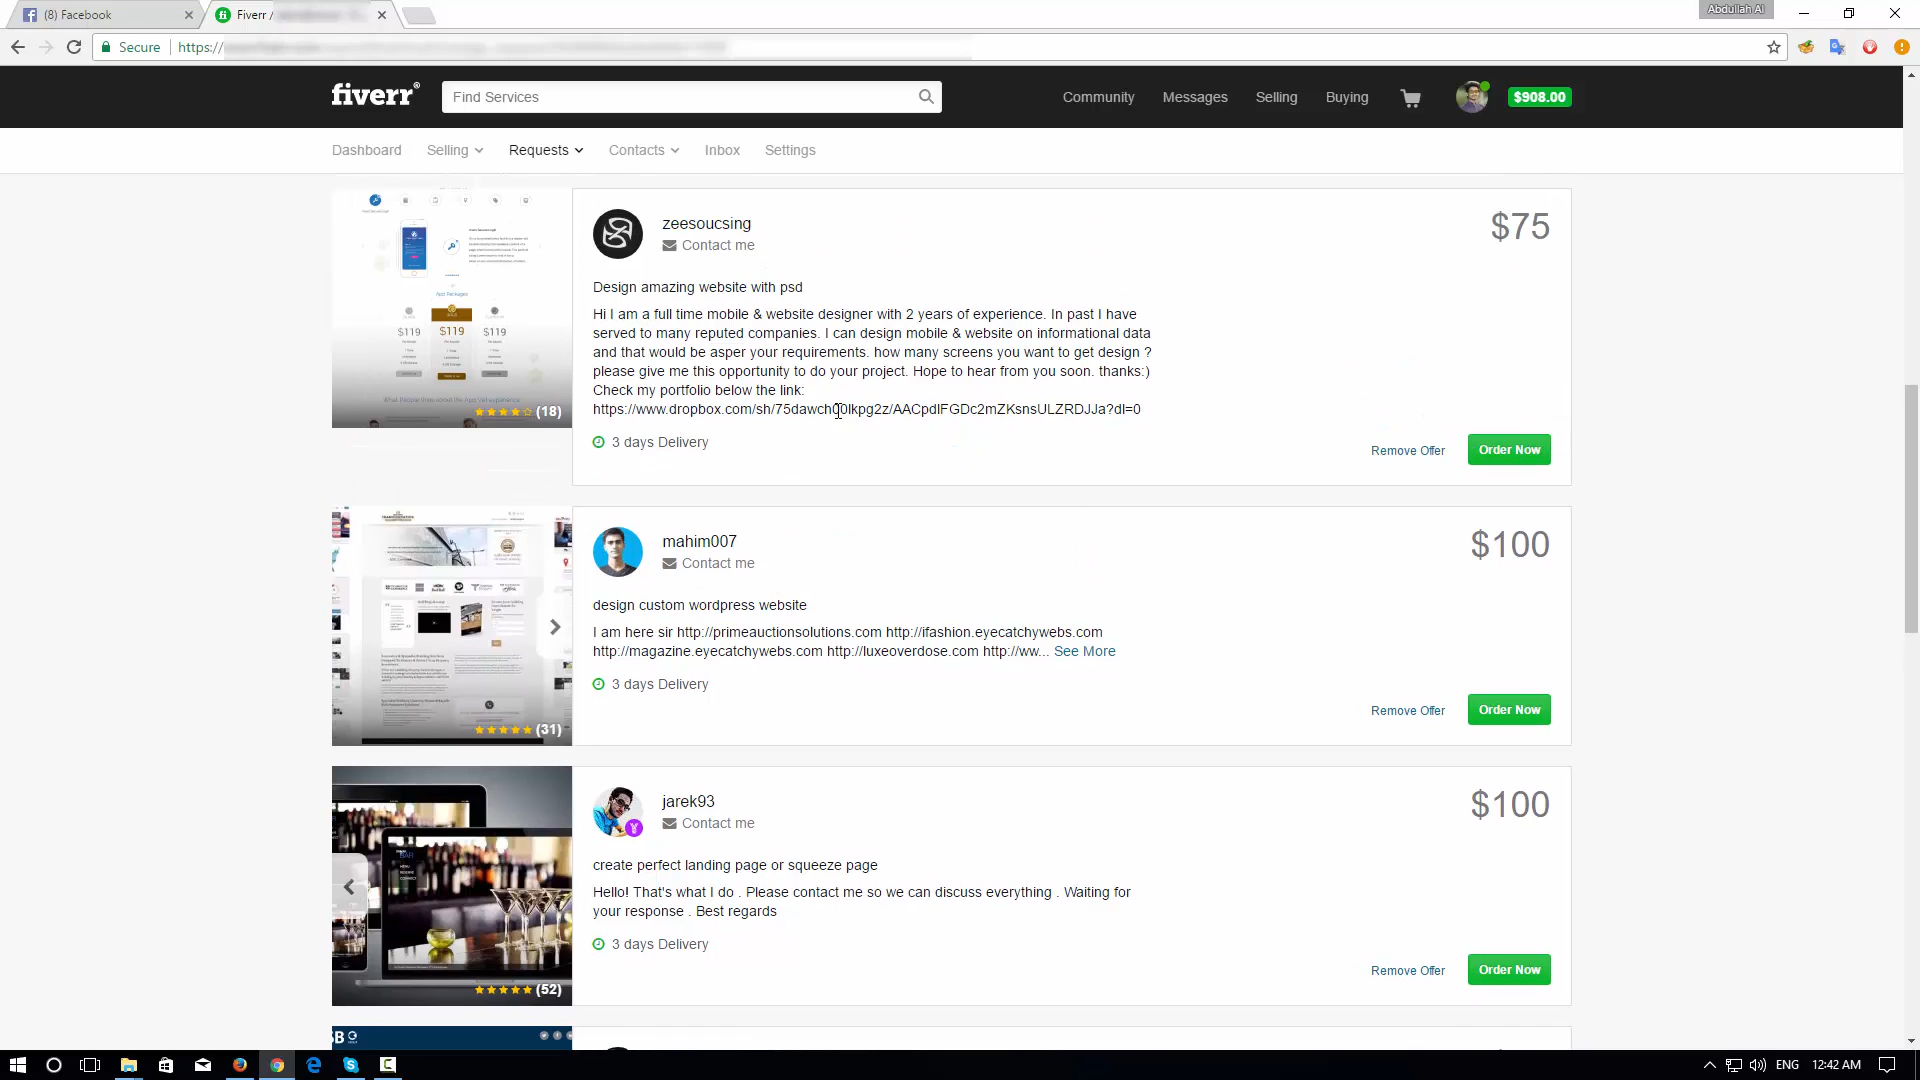 (8) Facebook
Fiverr /
Abdullah Al
Secure
https://
fiverr®
Find Services
Community
Messages
Selling
Buying
$908.00
Dashboard
Selling
Requests
Contacts
Inbox
Settings
App Packages
$119
$119
$119
(18)
zeesoucsing
Contact me
$75
Design amazing website with psd
Hi I am a full time mobile & website designer with 2 years of experience. In past I have
served to many reputed companies. I can design mobile & website on informational data
and that would be asper your requirements. how many screens you want to get design ?
please give me this opportunity to do your project. Hope to hear from you soon. thanks:)
Check my portfolio below the link:
3 days Delivery
Remove Offer
Order Now
(31)
mahim007
Contact me
$100
design custom wordpress website
I am here sir http://primeauctionsolutions.com http://ifashion.eyecatchywebs.com
http://magazine.eyecatchywebs.com http://luxeoverdose.com http://ww... See More
3 days Delivery
Remove Offer
Order Now
BAR
(52)
jarek93
Contact me
$100
create perfect landing page or squeeze page
Hello! That's what I do . Please contact me so we can discuss everything . Waiting for
your response . Best regards
3 days Delivery
Remove Offer
Order Now
SB
ENG
12:42 AM